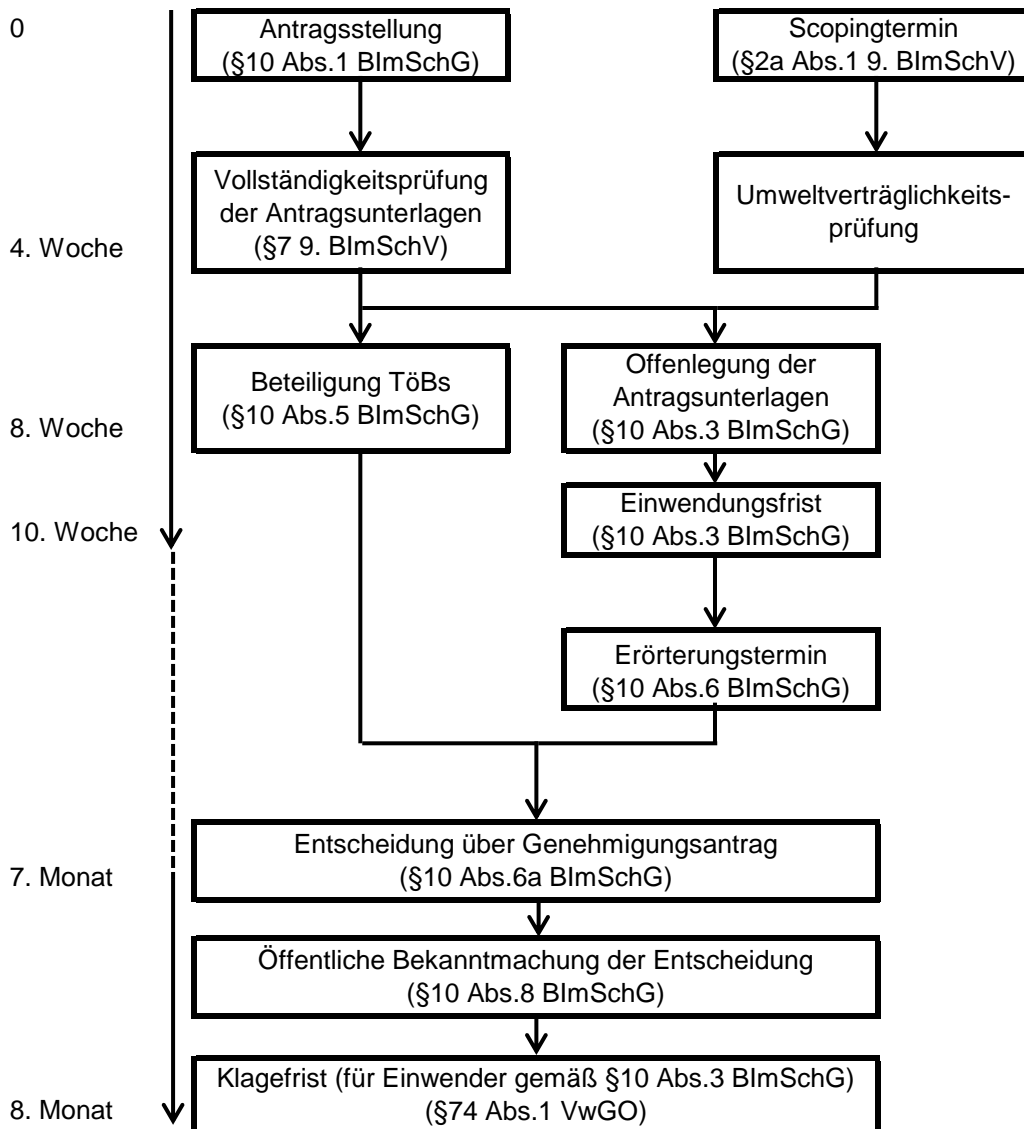 0
Antragsstellung
(§10 Abs.1 BImSchG)
Scopingtermin
(§2a Abs.1 9. BImSchV)
Vollständigkeitsprüfung
der Antragsunterlagen
(§7 9. BImSchV)
Umweltverträglichkeits-
prüfung
4. Woche
Beteiligung TöBs
(§10 Abs.5 BImSchG)
Offenlegung der
Antragsunterlagen
(§10 Abs.3 BImSchG)
8. Woche
Einwendungsfrist
(§10 Abs.3 BImSchG)
10. Woche
Erörterungstermin
(§10 Abs.6 BImSchG)
Entscheidung über Genehmigungsantrag
(§10 Abs.6a BImSchG)
7. Monat
Öffentliche Bekanntmachung der Entscheidung
(§10 Abs.8 BImSchG)
Klagefrist (für Einwender gemäß §10 Abs.3 BImSchG)
(§74 Abs.1 VwGO)
8. Monat